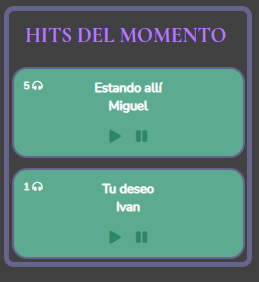 HITS DEL MOMENTO
5
Estando allí
Miguel
1
Tu deseo
Ivan